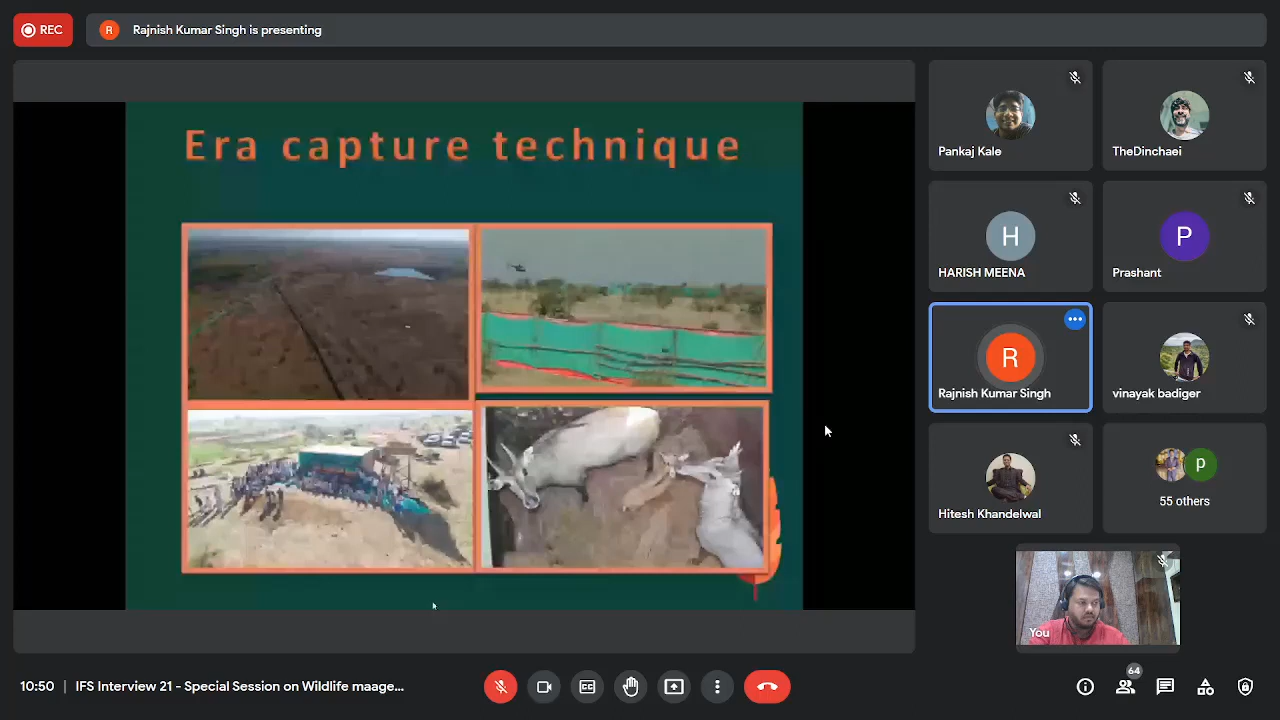 REC
R
Rajnish Kumar Singh is presenting
Era capture technique
Pankaj Kale
TheDinchaei
H
HARISH MEENA
P
Prashant
R
Rajnish Kumar Singh
vinayak badiger
Hitesh Khandelwal
p
55 others
You
10:50 | IFS Interview 21 - Special Session on Wildlife maage...
CC
64